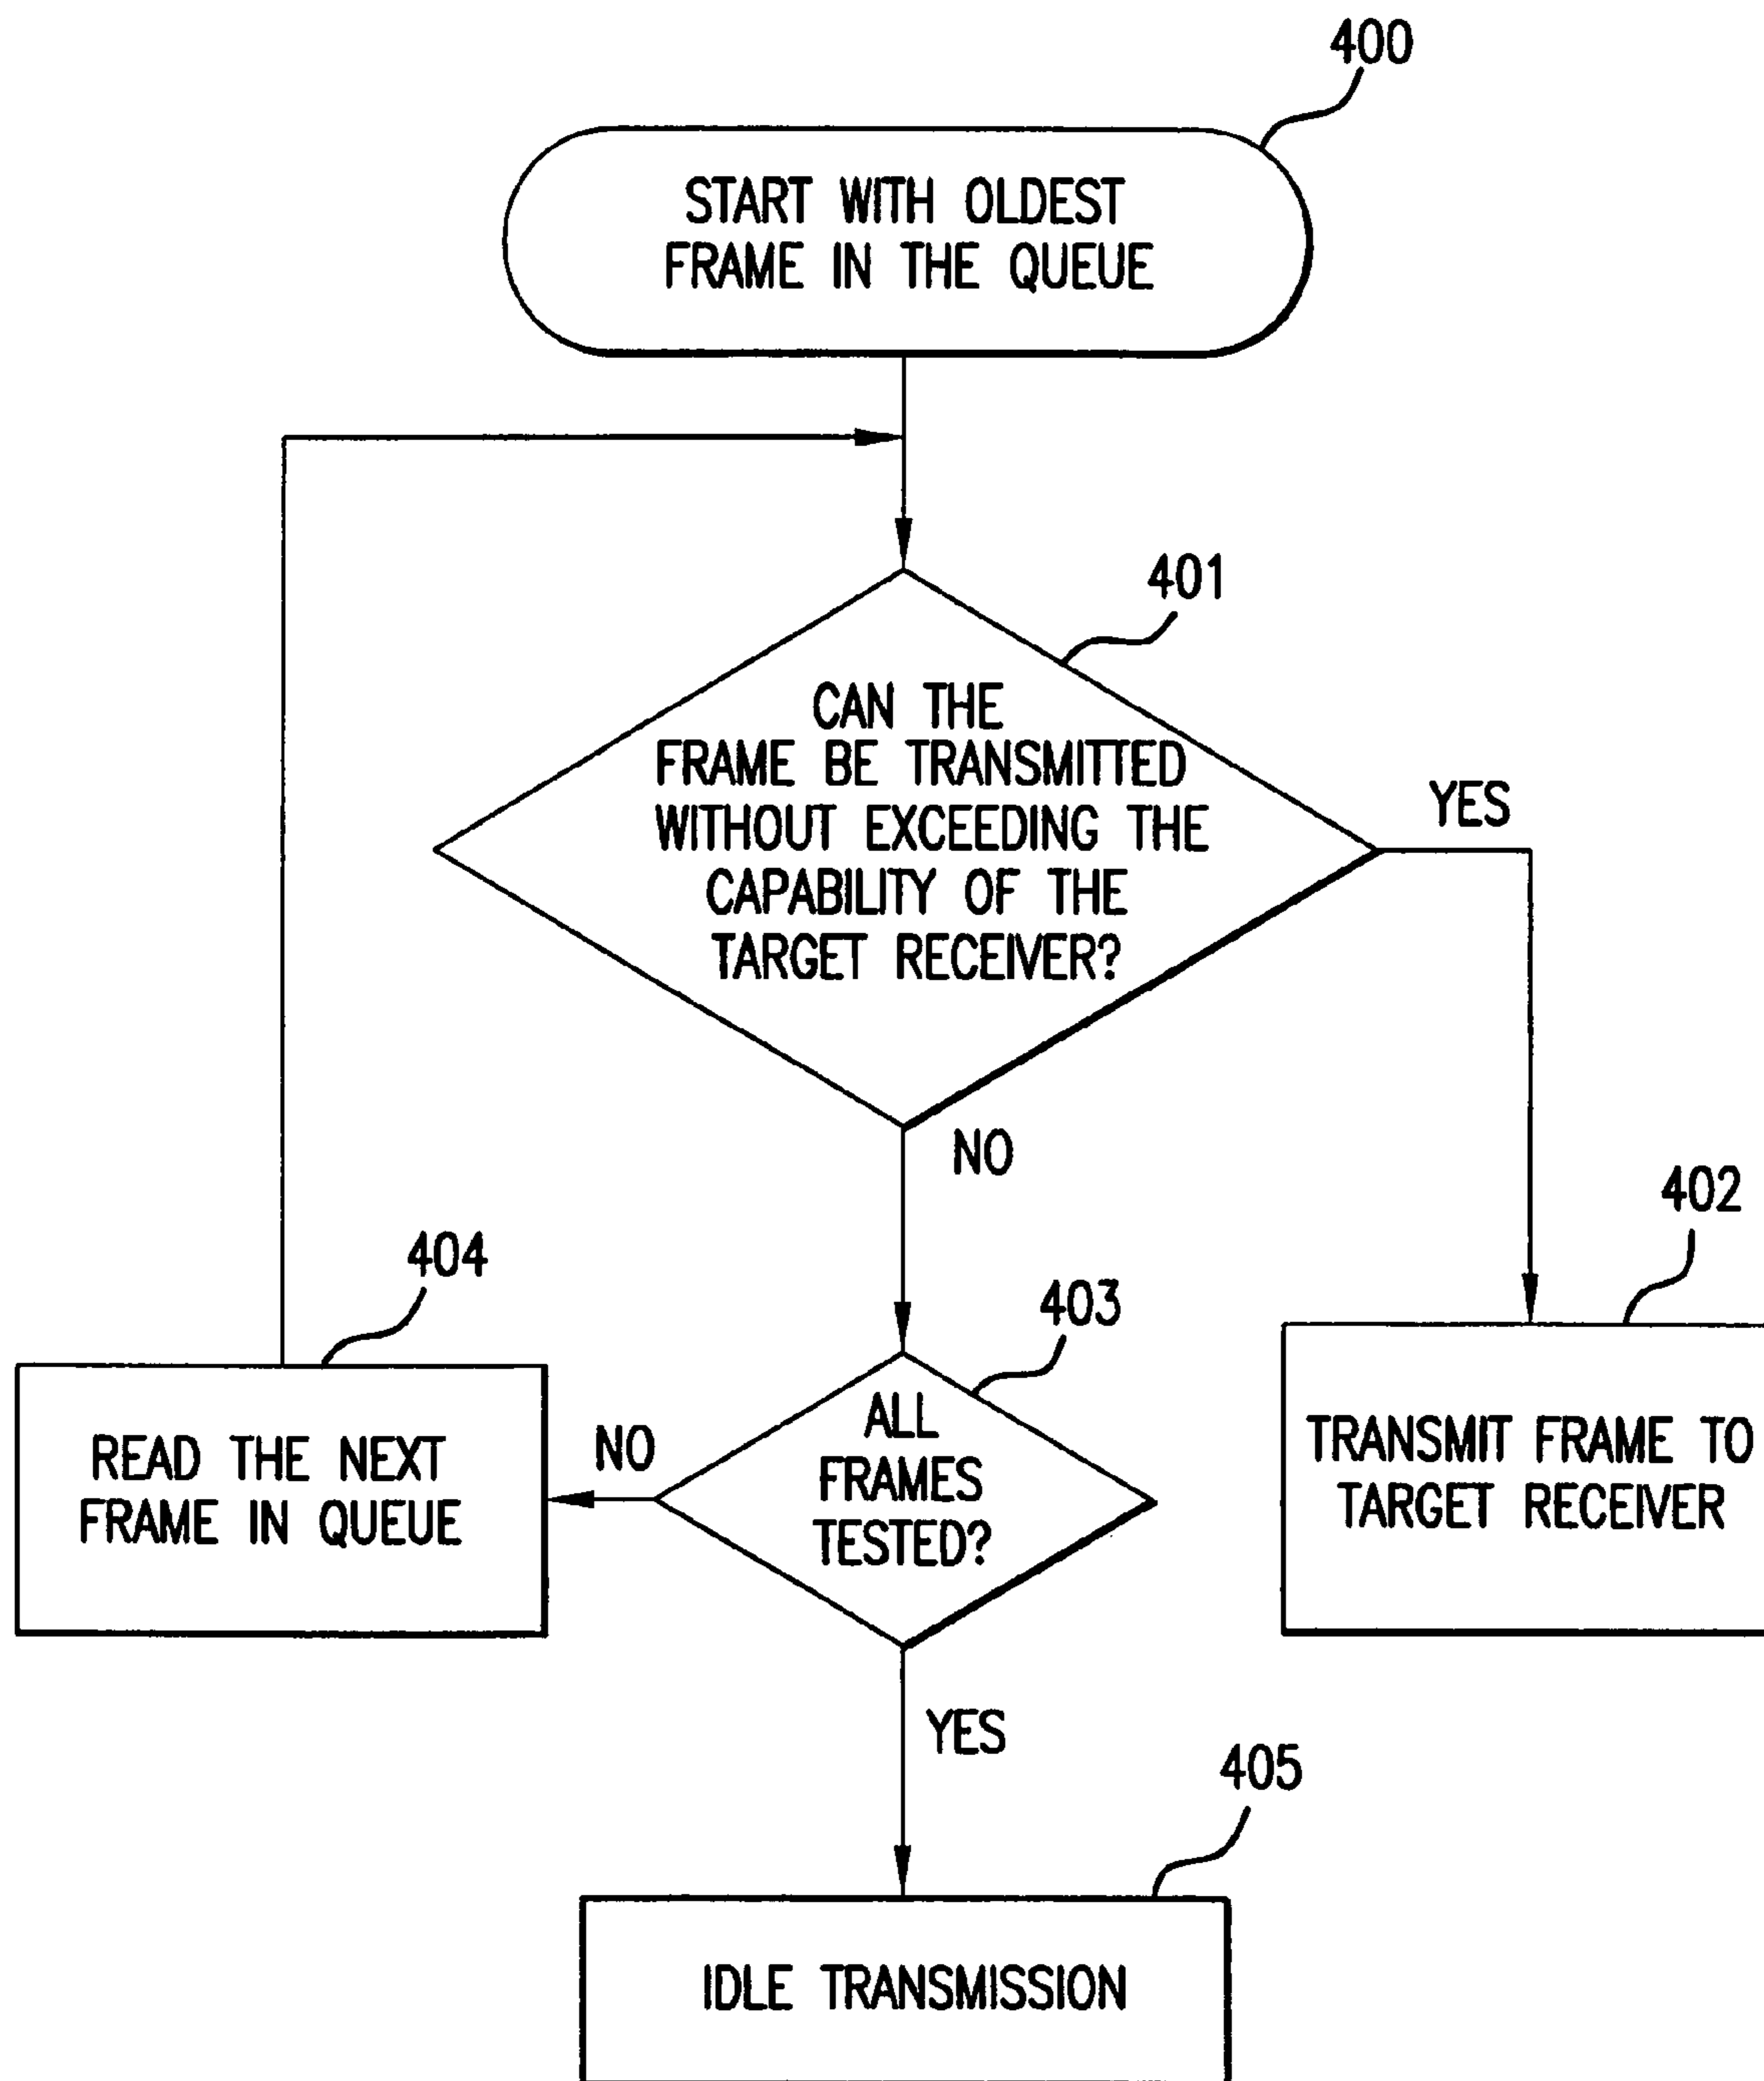 400
START WITH OLDEST
FRAME IN THE QUEUE
401
CAN THE
FRAME BE TRANSMITTED
WITHOUT EXCEEDING THE
CAPABILITY OF THE
TARGET RECEIVER?
YES
NO
402
TRANSMIT FRAME TO
TARGET RECEIVER
403
ALL
FRAMES
TESTED?
NO
404
READ THE NEXT
FRAME IN QUEUE
YES
405
IDLE TRANSMISSION